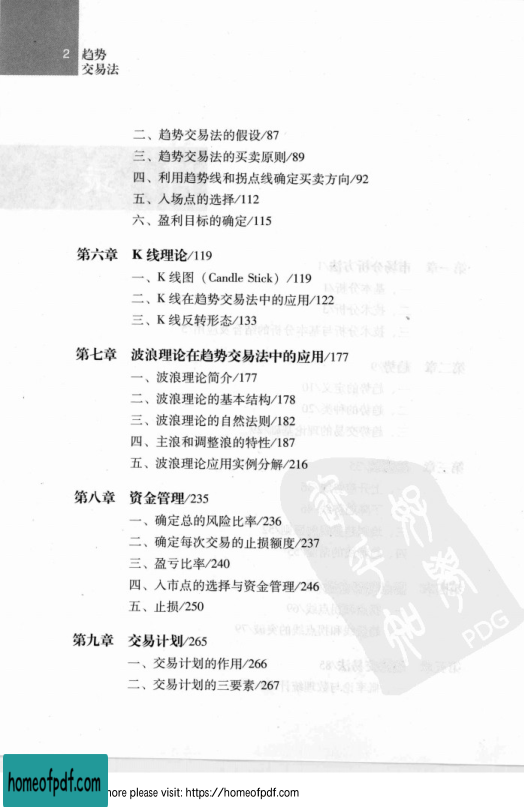 2 趋势
交易法
二、趋势交易法的假设/87
三、趋势交易法的买卖原则/89
四、利用趋势线和拐点线确定买卖方向/92
五、入场点的选择/112
六、盈利目标的确定/115
第六章 K 线理论/119
一、K 线图（Candle Stick）/119
二、K 线在趋势交易法中的应用/122
三、K 线反转形态/133
第七章 波浪理论在趋势交易法中的应用/177
一、波浪理论简介/177
二、波浪理论的基本结构/178
三、波浪理论的自然法则/182
四、主浪和调整浪的特性/187
五、波浪理论应用实例分解/216
第八章 资金管理/235
一、确定总的风险比率/236
二、确定每次交易的止损额度/237
三、盈亏比率/240
四、入市点的选择与资金管理/246
五、止损/250
第九章 交易计划/265
一、交易计划的作用/266
二、交易计划的三要素/267
PDG
homeofpdf.com
more please visit: https://homeofpdf.com